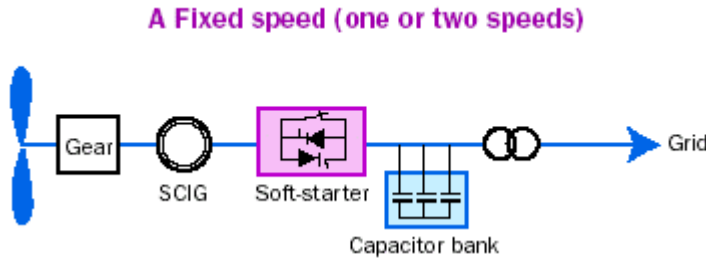 A Fixed speed (one or two speeds)
Gear
Grid
SCIG
Soft-starter
Capacitor bank